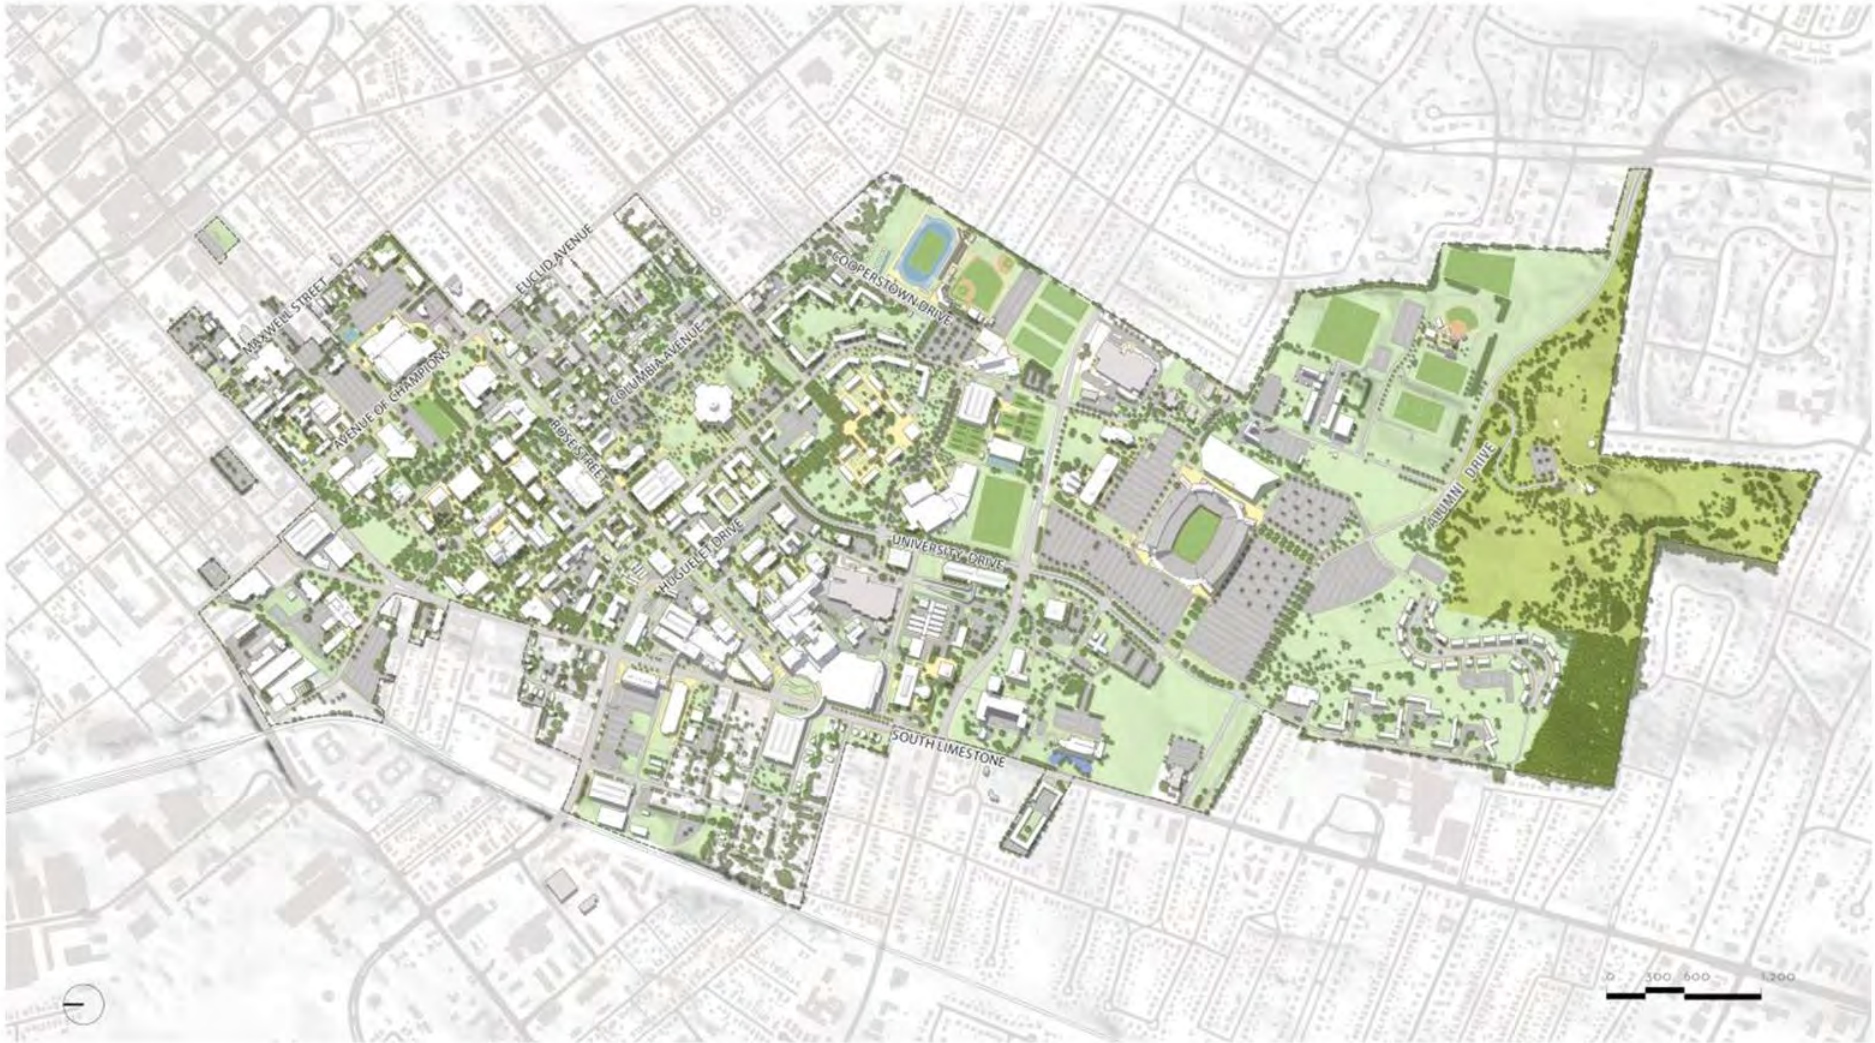 MAXWELL STREET
EUCLID AVENUE
AVENUE OF CHAMPIONS
COLUMBIA AVENUE
ROSE STREET
COOPERSTOWN DRIVE
HUGUELET DRIVE
UNIVERSITY DRIVE
ALUMNI DRIVE
SOUTH LIMESTONE
0 300 600 1,200